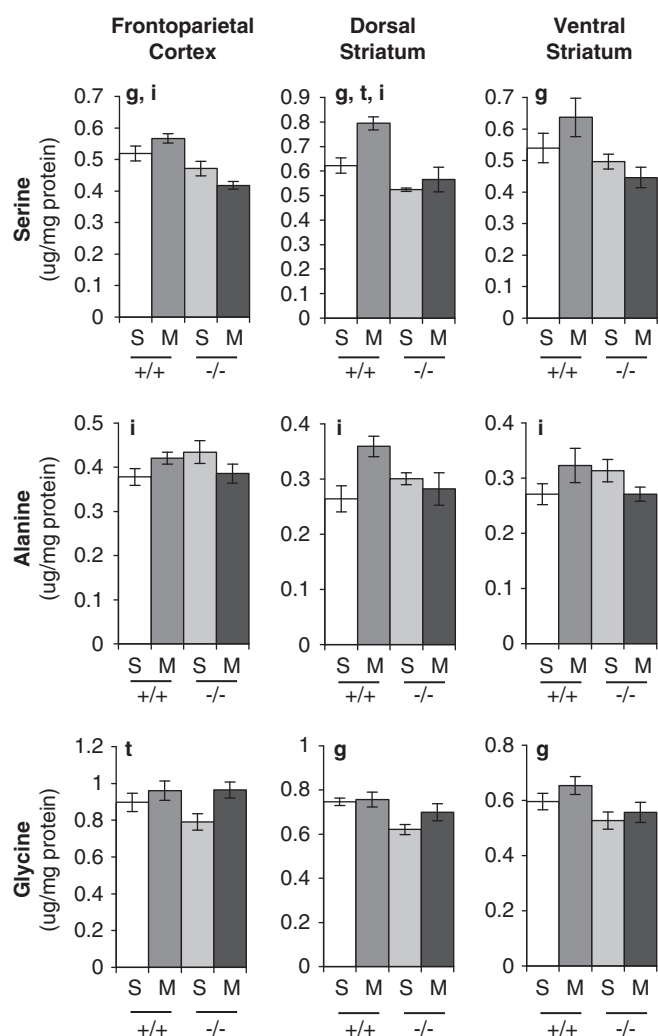 Frontoparietal Cortex
Dorsal Striatum
Ventral Striatum
Serine
(ug/mg protein)
g, i
0.7
0.6
0.5
0.4
0.3
0.2
0.1
0
S M S M
+/+ -/-
g, t, i
0.9
0.8
0.7
0.6
0.5
0.4
0.3
0.2
0.1
0
S M S M
+/+ -/-
g
0.7
0.6
0.5
0.4
0.3
0.2
0.1
0
S M S M
+/+ -/-
Alanine
(ug/mg protein)
i
0.5
0.4
0.3
0.2
0.1
0
S M S M
+/+ -/-
i
0.4
0.3
0.2
0.1
0
S M S M
+/+ -/-
i
0.4
0.3
0.2
0.1
0
S M S M
+/+ -/-
Glycine
(ug/mg protein)
t
1.2
1
0.8
0.6
0.4
0.2
0
S M S M
+/+ -/-
g
1
0.8
0.6
0.4
0.2
0
S M S M
+/+ -/-
g
0.8
0.6
0.4
0.2
0
S M S M
+/+ -/-